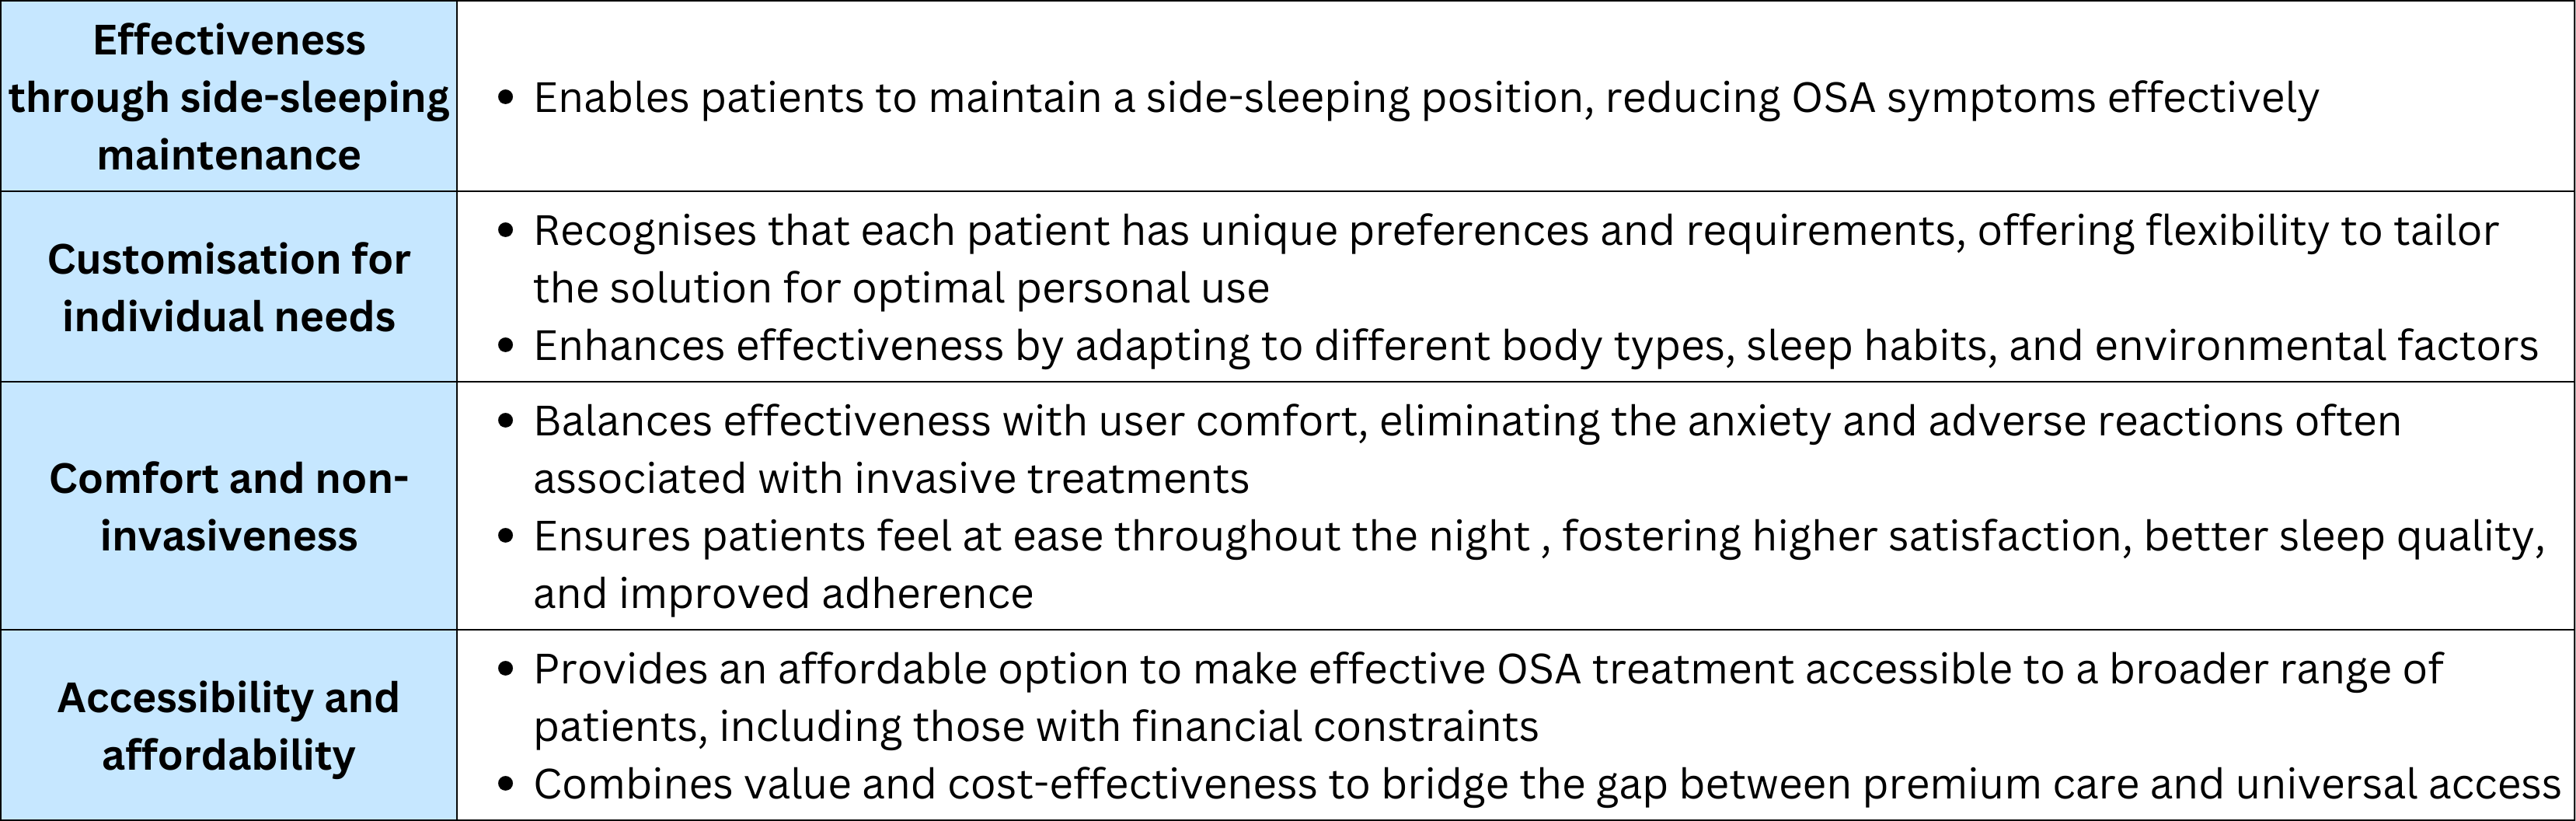 Effectiveness
through side-sleeping
maintenance
• Enables patients to maintain a side-sleeping position, reducing OSA symptoms effectively
Customisation for
individual needs
• Recognises that each patient has unique preferences and requirements, offering flexibility to tailor
the solution for optimal personal use
• Enhances effectiveness by adapting to different body types, sleep habits, and environmental factors
Comfort and non-
invasiveness
• Balances effectiveness with user comfort, eliminating the anxiety and adverse reactions often
associated with invasive treatments
• Ensures patients feel at ease throughout the night , fostering higher satisfaction, better sleep quality,
and improved adherence
Accessibility and
affordability
• Provides an affordable option to make effective OSA treatment accessible to a broader range of
patients, including those with financial constraints
• Combines value and cost-effectiveness to bridge the gap between premium care and universal access